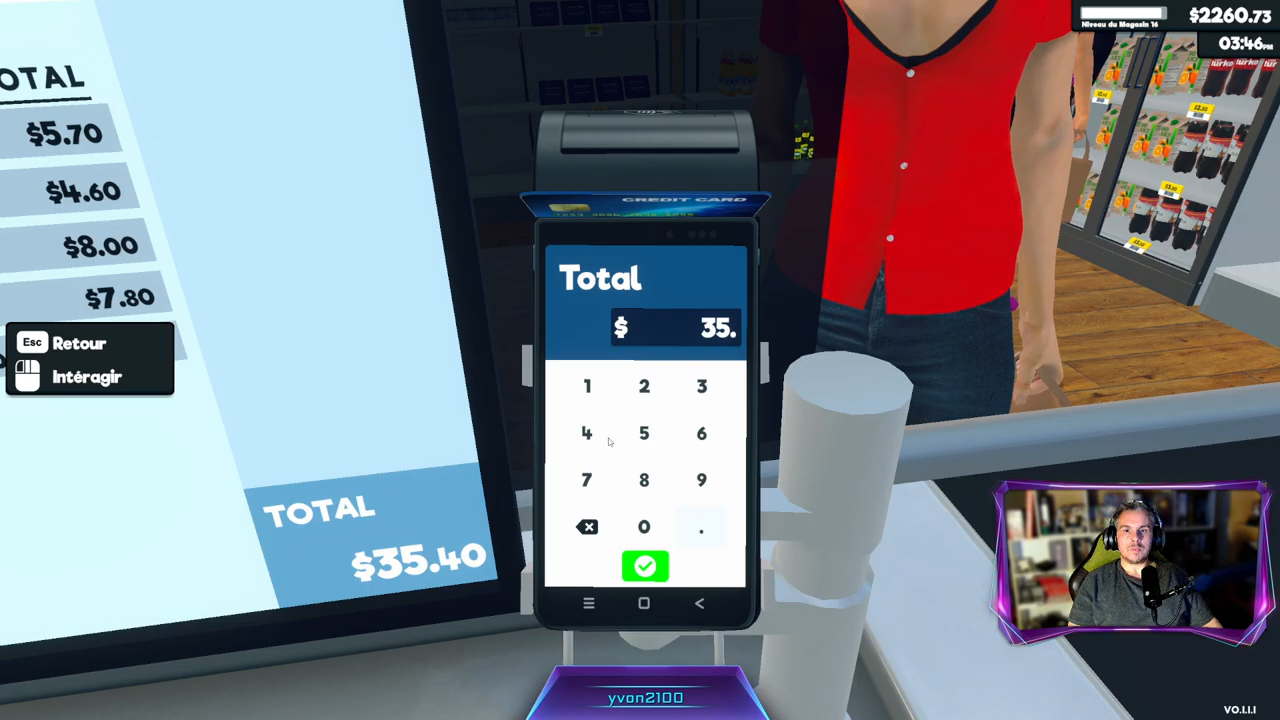 OTAL
$5.70
$4.60
$8.00
$7.80
Esc Retour
Intéragir
TOTAL
$35.40
CREDIT CARD
Total
$ 35.
1 2 3
4 5 6
7 8 9
0 .
$2260.73
Niveau du Magasin 16
03:46PM
yvon2100
V0.1.1.1